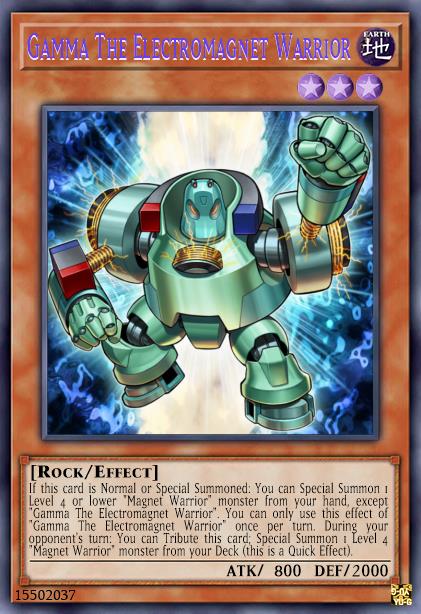 Gamma The Electromagnet Warrior
EARTH
地
[Rock/Effect]
If this card is Normal or Special Summoned: You can Special Summon 1
Level 4 or lower "Magnet Warrior" monster from your hand, except
"Gamma The Electromagnet Warrior". You can only use this effect of
"Gamma The Electromagnet Warrior" once per turn. During your
opponent's turn: You can Tribute this card; Special Summon 1 Level 4
"Magnet Warrior" monster from your Deck (this is a Quick Effect).
ATK/ 800 DEF/2000
15502037